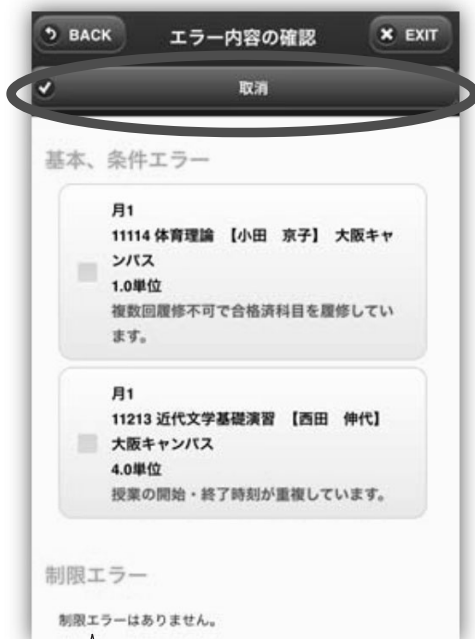 BACK エラー内容の確認 EXIT
取消
基本、条件エラー
月1
11114 体育理論 【小田 京子】 大阪キャ
ンパス
1.0単位
複数回履修不可で合格済科目を履修してい
ます。
月1
11213 近代文学基礎演習 【西田 伸代】
大阪キャンパス
4.0単位
授業の開始・終了時刻が重複しています。
制限エラー
制限エラーはありません。